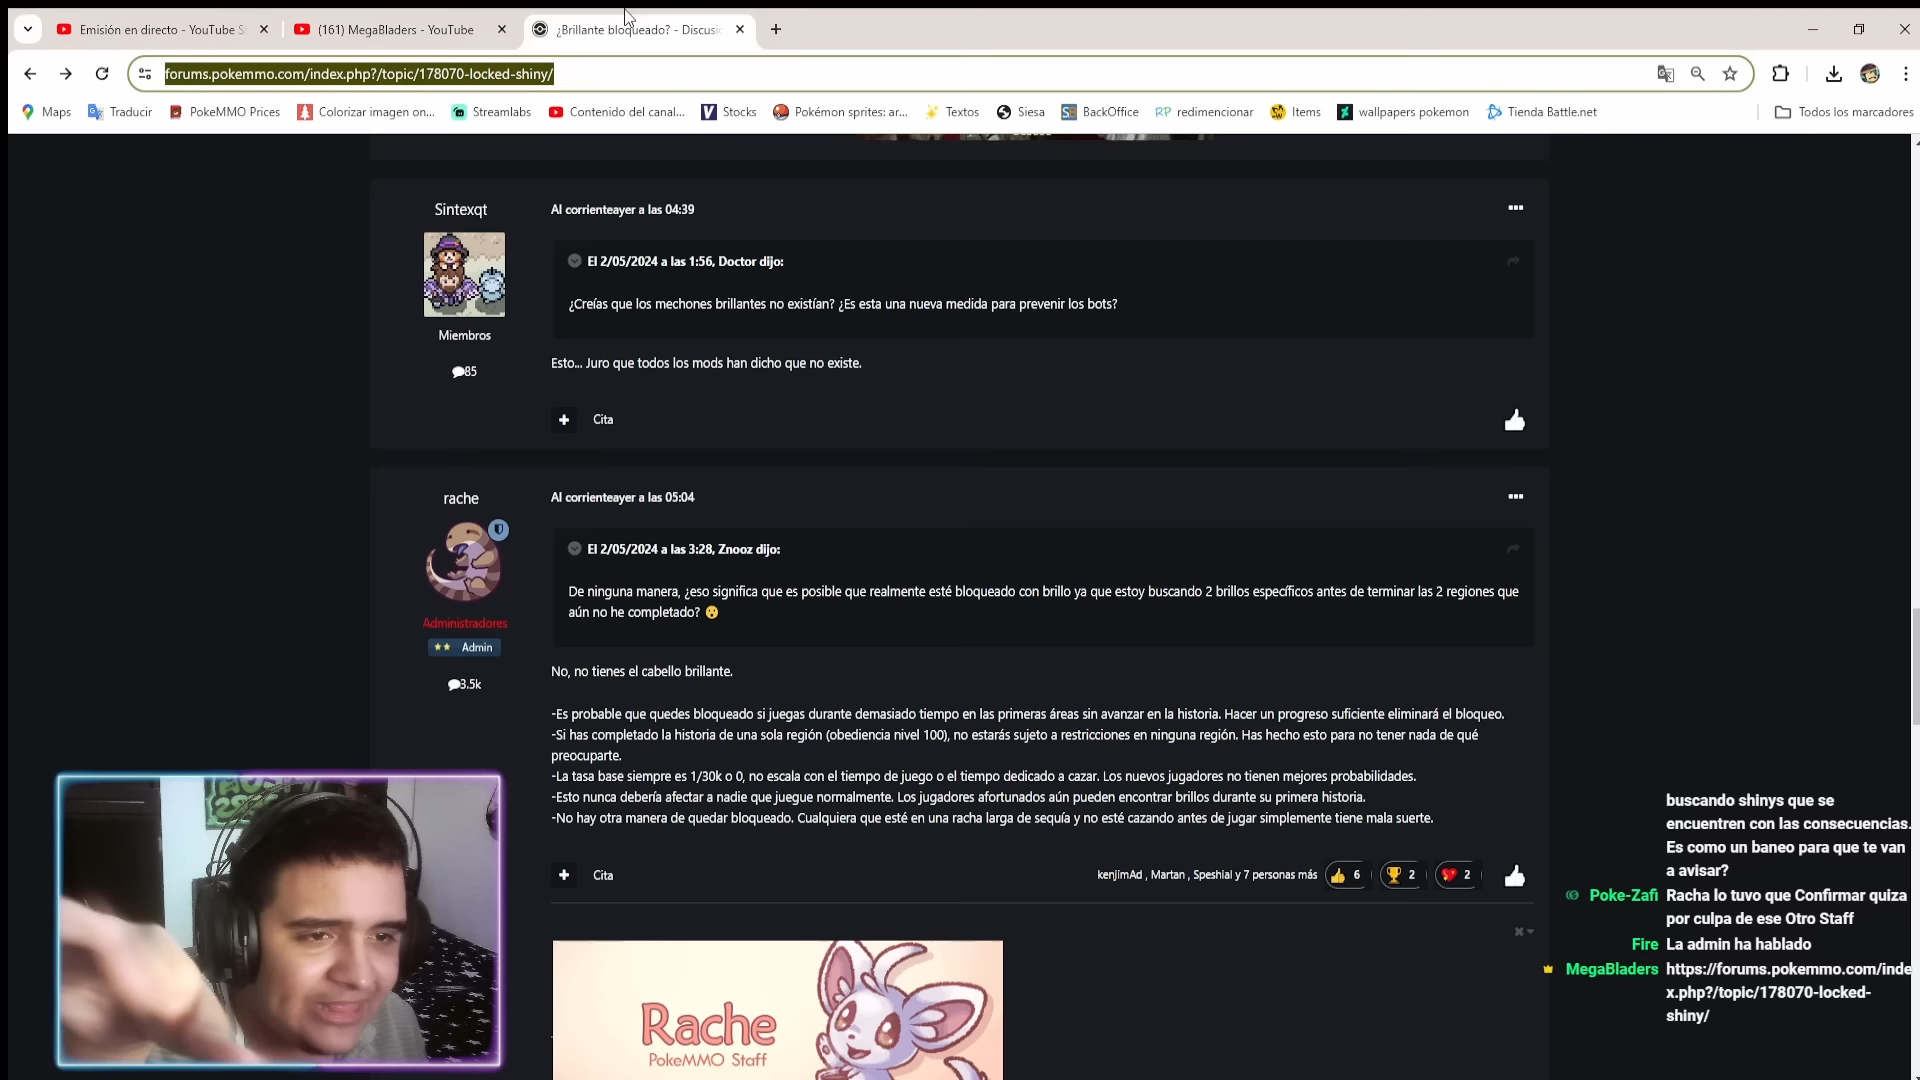 Emisión en directo - YouTube S
(161) MegaBladers - YouTube
¿Brillante bloqueado? - Discusi
forums.pokemmo.com/index.php?/topic/178070-locked-shiny/
Maps
Traducir
PokeMMO Prices
Colorizar imagen on...
Streamlabs
Contenido del canal...
Stocks
Pokémon sprites: ar...
Textos
Siesa
BackOffice
RP redimencionar
Items
wallpapers pokemon
Tienda Battle.net
Todos los marcadores
Sintexqt
Miembros
85
Al corrienteayer a las 04:39
El 2/05/2024 a las 1:56, Doctor dijo:
¿Creías que los mechones brillantes no existían? ¿Es esta una nueva medida para prevenir los bots?
Esto... Juro que todos los mods han dicho que no existe.
Cita
rache
Administradores
Admin
3.5k
Al corrienteayer a las 05:04
El 2/05/2024 a las 3:28, Znooz dijo:
De ninguna manera, ¿eso significa que es posible que realmente esté bloqueado con brillo ya que estoy buscando 2 brillos específicos antes de terminar las 2 regiones que
aún no he completado? 😮
No, no tienes el cabello brillante.
-Es probable que quedes bloqueado si juegas durante demasiado tiempo en las primeras áreas sin avanzar en la historia. Hacer un progreso suficiente eliminará el bloqueo.
-Si has completado la historia de una sola región (obediencia nivel 100), no estarás sujeto a restricciones en ninguna región. Has hecho esto para no tener nada de qué
preocuparte.
-La tasa base siempre es 1/30k o 0, no escala con el tiempo de juego o el tiempo dedicado a cazar. Los nuevos jugadores no tienen mejores probabilidades.
-Esto nunca debería afectar a nadie que juegue normalmente. Los jugadores afortunados aún pueden encontrar brillos durante su primera historia.
-No hay otra manera de quedar bloqueado. Cualquiera que esté en una racha larga de sequía y no esté cazando antes de jugar simplemente tiene mala suerte.
Cita
kenjimAd , Martan , Speshial y 7 personas más
6
2
2
Rache
PokeMMO Staff
buscando shinys que se
encuentren con las consecuencias.
Es como un baneo para que te van
a avisar?
Poke-Zafi Racha lo tuvo que Confirmar quiza
por culpa de ese Otro Staff
Fire La admin ha hablado
MegaBladers https://forums.pokemmo.com/inde
x.php?/topic/178070-locked-
shiny/